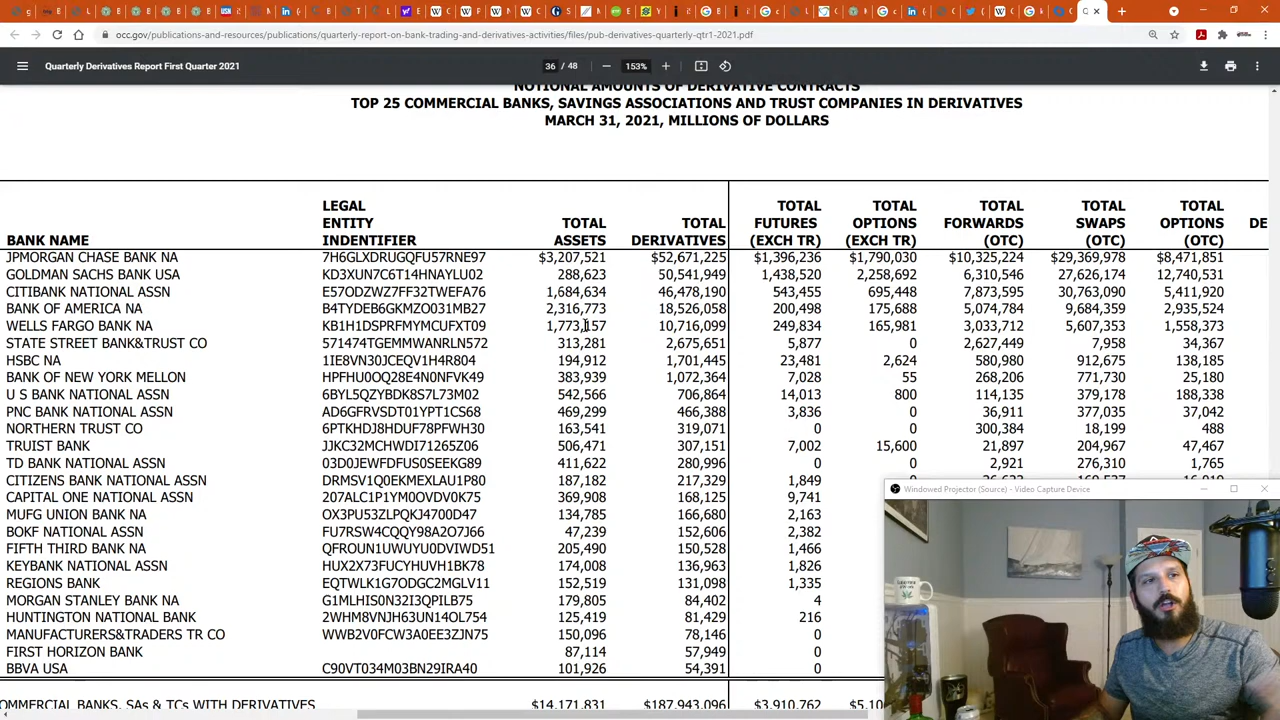 occ.gov/publications-and-resources/publications/quarterly-report-on-bank-trading-and-derivatives-activities/files/pub-derivatives-quarterly-qtr1-2021.pdf
Quarterly Derivatives Report First Quarter 2021 36 / 48 153%
NOTIONAL AMOUNTS OF DERIVATIVE CONTRACTS
TOP 25 COMMERCIAL BANKS, SAVINGS ASSOCIATIONS AND TRUST COMPANIES IN DERIVATIVES
MARCH 31, 2021, MILLIONS OF DOLLARS
LEGAL TOTAL TOTAL TOTAL TOTAL TOTAL
ENTITY TOTAL TOTAL FUTURES OPTIONS FORWARDS SWAPS OPTIONS
BANK NAME INDENTIFIER ASSETS DERIVATIVES (EXCH TR) (EXCH TR) (OTC) (OTC) (OTC) DE
JPMORGAN CHASE BANK NA 7H6GLXDRUGQFU57RNE97 $3,207,521 $52,671,225 $1,396,236 $1,790,030 $10,325,224 $29,369,978 $8,471,851
GOLDMAN SACHS BANK USA KD3XUN7C6T14HNAYLU02 288,623 50,541,949 1,438,520 2,258,692 6,310,546 27,626,174 12,740,531
CITIBANK NATIONAL ASSN E57ODZWZ7FF32TWEFA76 1,684,634 46,478,190 543,455 695,448 7,873,595 30,763,090 5,411,920
BANK OF AMERICA NA B4TYDEB6GKMZO031MB27 2,316,773 18,526,058 200,498 175,688 5,074,784 9,684,359 2,935,524
WELLS FARGO BANK NA KB1H1DSPRFMYMCUFXT09 1,773,157 10,716,099 249,834 165,981 3,033,712 5,607,353 1,558,373
STATE STREET BANK&TRUST CO 571474TGEMMWANRLN572 313,281 2,675,651 5,877 0 2,627,449 7,958 34,367
HSBC NA 1IE8VN30JCEQV1H4R804 194,912 1,701,445 23,481 2,624 580,980 912,675 138,185
BANK OF NEW YORK MELLON HPFHU0OQ28E4N0NFVK49 383,939 1,072,364 7,028 55 268,206 771,730 25,180
U S BANK NATIONAL ASSN 6BYL5QZYBDK8S7L73M02 542,566 706,864 14,013 800 114,135 379,178 188,338
PNC BANK NATIONAL ASSN AD6GFRVSDT01YPT1CS68 469,299 466,388 3,836 0 36,911 377,035 37,042
NORTHERN TRUST CO 6PTKHDJ8HDUF78PFWH30 163,541 319,071 0 0 300,384 18,199 488
TRUIST BANK JJKC32MCHWDI71265Z06 506,471 307,151 7,002 15,600 21,897 204,967 47,467
TD BANK NATIONAL ASSN 03D0JEWFDFUS0SEEKG89 411,622 280,996 0 0 2,921 276,310 1,765
CITIZENS BANK NATIONAL ASSN DRMSV1Q0EKMEXLAU1P80 187,182 217,329 1,849 0
CAPITAL ONE NATIONAL ASSN 207ALC1P1YM0OVDV0K75 369,908 168,125 9,741
MUFG UNION BANK NA OX3PU53ZLPQKJ4700D47 134,785 166,680 2,163
BOKF NATIONAL ASSN FU7RSW4CQQY98A2O7J66 47,239 152,606 2,382
FIFTH THIRD BANK NA QFROUN1UWUYU0DVIWD51 205,490 150,528 1,466
KEYBANK NATIONAL ASSN HUX2X73FUCYHUVH1BK78 174,008 136,963 1,826
REGIONS BANK EQTWLK1G7ODGC2MGLV11 152,519 131,098 1,335
MORGAN STANLEY BANK NA G1MLHIS0N32I3QPILB75 179,805 84,402 4
HUNTINGTON NATIONAL BANK 2WHM8VNJH63UN14OL754 125,419 81,429 216
MANUFACTURERS&TRADERS TR CO WWB2V0FCW3A0EE3ZJN75 150,096 78,146 0
FIRST HORIZON BANK 87,114 57,949 0
BBVA USA C90VT034M03BN29IRA40 101,926 54,391 0
OMMERCIAL BANKS, SAs & TCs WITH DERIVATIVES $14,171,831 $187,943,096 $3,910,762
Windowed Projector (Source) - Video Capture Device